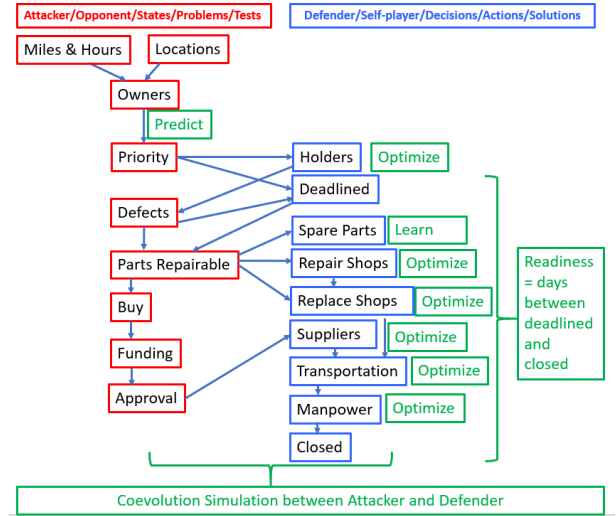 Attacker/Opponent/States/Problems/Tests
Defender/Self-player/Decisions/Actions/Solutions
Miles & Hours
Locations
Owners
Predict
Priority
Holders
Optimize
Deadlined
Defects
Spare Parts
Learn
Parts Repairable
Repair Shops
Optimize
Readiness
= days
between
deadlined
and
closed
Replace Shops
Optimize
Buy
Suppliers
Optimize
Funding
Transportation
Optimize
Approval
Manpower
Optimize
Closed
Coevolution Simulation between Attacker and Defender